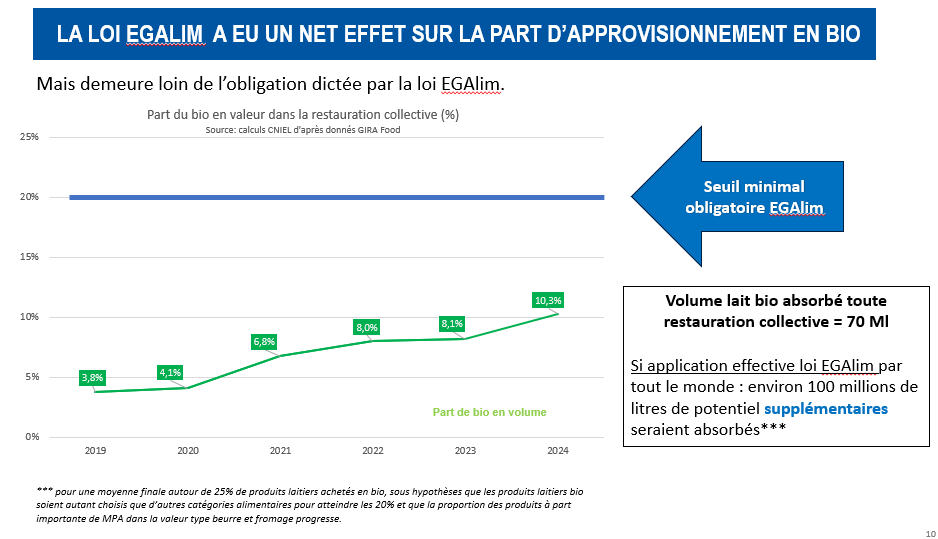 LA LOI EGALIM A EU UN NET EFFET SUR LA PART D'APPROVISIONNEMENT EN BIO
Mais demeure loin de l'obligation dictée par la loi EGAlim.
Part du bio en valeur dans la restauration collective (%)
Source: calculs CNIEL d'après donnés GIRA Food
25%
20%
15%
10%
5%
0%
3,8%
4,1%
6,8%
8,0%
8,1%
10,3%
Part de bio en volume
2019
2020
2021
2022
2023
2024
Seuil minimal
obligatoire EGAlim
Volume lait bio absorbé toute
restauration collective = 70 Ml
Si application effective loi EGAlim par
tout le monde : environ 100 millions de
litres de potentiel supplémentaires
seraient absorbés***
*** pour une moyenne finale autour de 25% de produits laitiers achetés en bio, sous hypothèses que les produits laitiers bio
soient autant choisis que d'autres catégories alimentaires pour atteindre les 20% et que la proportion des produits à part
importante de MPA dans la valeur type beurre et fromage progresse.
10